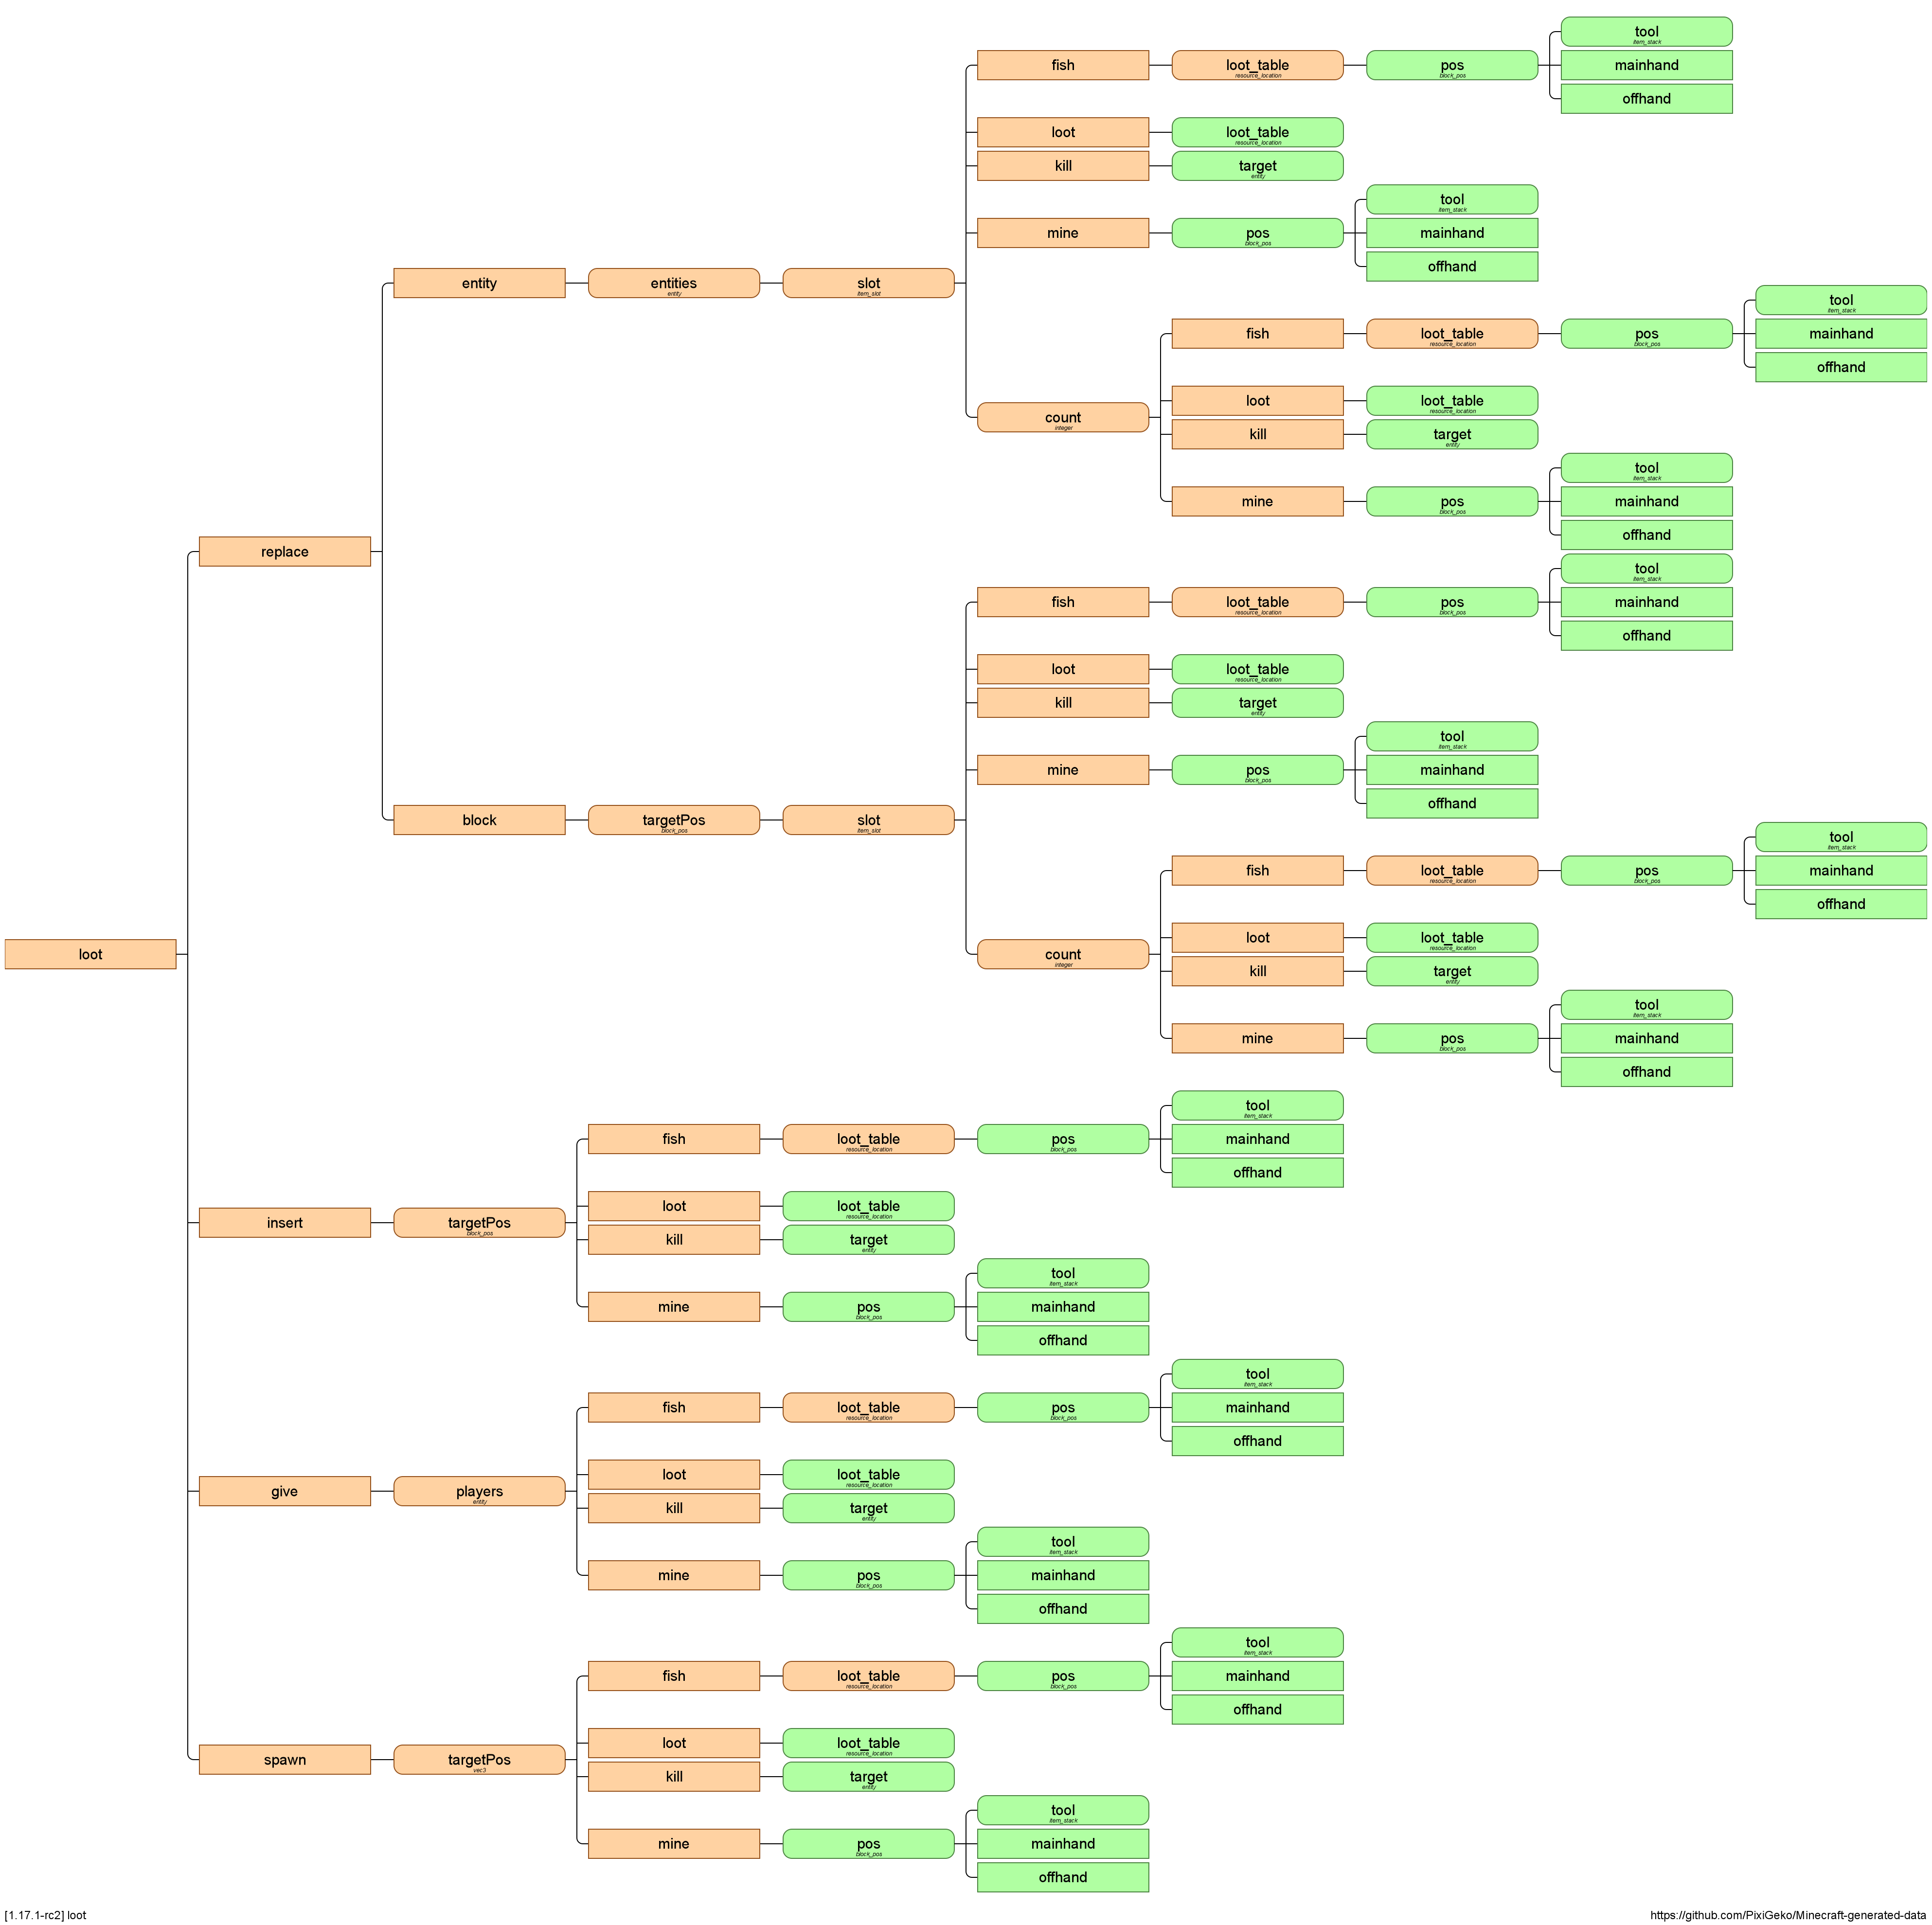 tool
item_stack
fish
loot_table
resource_location
pos
block_pos
mainhand
offhand
loot
loot_table
resource_location
kill
target
entity
tool
item_stack
mine
pos
block_pos
mainhand
offhand
entity
entities
entity
slot
item_slot
tool
item_stack
fish
loot_table
resource_location
pos
block_pos
mainhand
offhand
count
integer
loot
loot_table
resource_location
kill
target
entity
tool
item_stack
mine
pos
block_pos
mainhand
offhand
replace
tool
item_stack
fish
loot_table
resource_location
pos
block_pos
mainhand
offhand
loot
loot_table
resource_location
kill
target
entity
tool
item_stack
mine
pos
block_pos
mainhand
offhand
block
targetPos
block_pos
slot
item_slot
tool
item_stack
fish
loot_table
resource_location
pos
block_pos
mainhand
offhand
loot
count
integer
loot
loot_table
resource_location
kill
target
entity
tool
item_stack
mine
pos
block_pos
mainhand
offhand
tool
item_stack
fish
loot_table
resource_location
pos
block_pos
mainhand
offhand
insert
targetPos
block_pos
loot
loot_table
resource_location
kill
target
entity
tool
item_stack
mine
pos
block_pos
mainhand
offhand
tool
item_stack
fish
loot_table
resource_location
pos
block_pos
mainhand
offhand
give
players
entity
loot
loot_table
resource_location
kill
target
entity
tool
item_stack
mine
pos
block_pos
mainhand
offhand
tool
item_stack
fish
loot_table
resource_location
pos
block_pos
mainhand
offhand
spawn
targetPos
vec3
loot
loot_table
resource_location
kill
target
entity
tool
item_stack
mine
pos
block_pos
mainhand
offhand
[1.17.1-rc2] loot
https://github.com/PixiGeko/Minecraft-generated-data